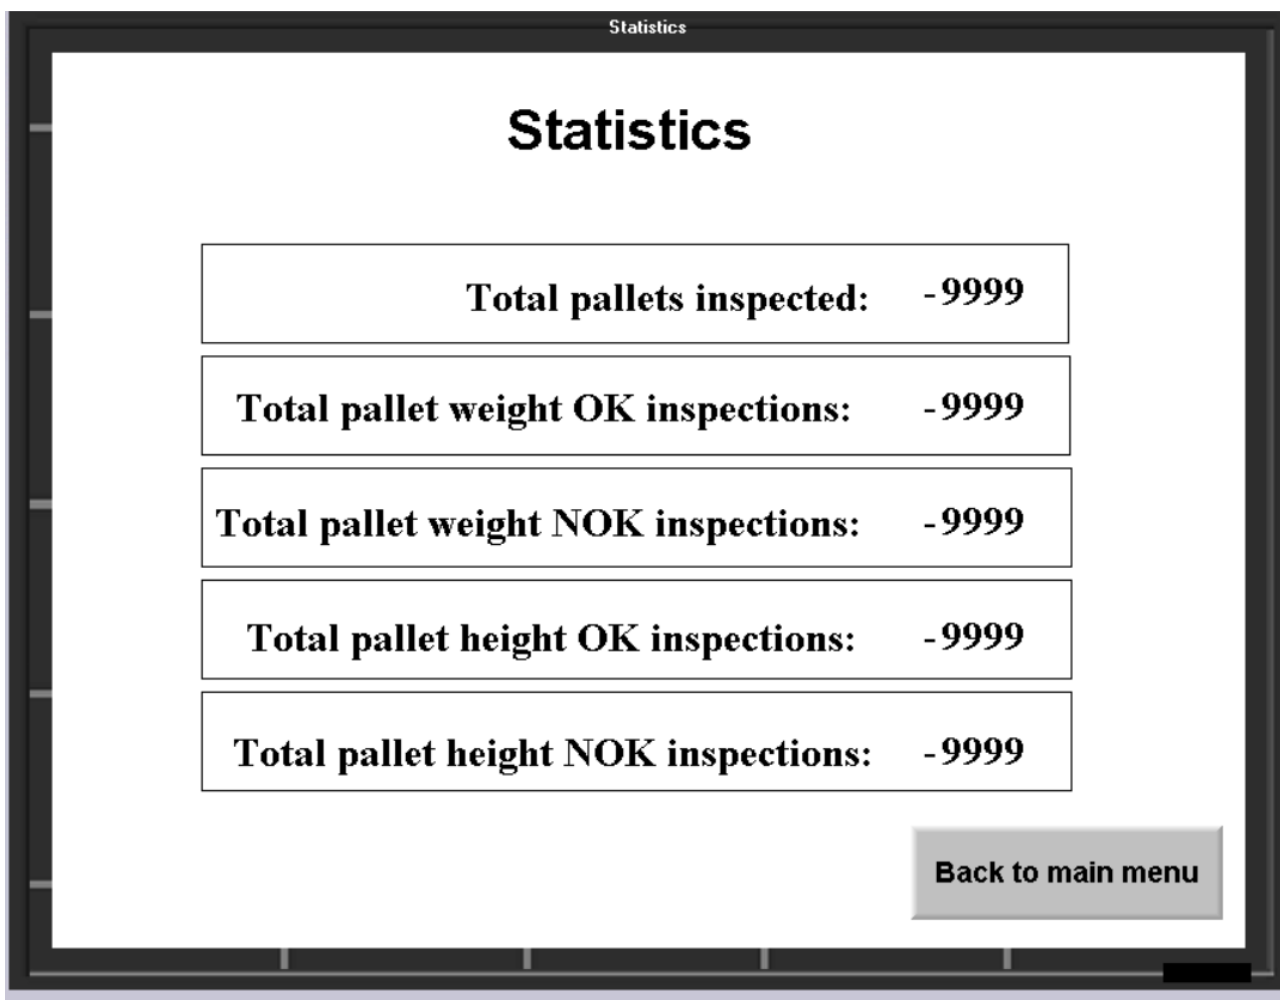 Statistics
Statistics
Total pallets inspected: -9999
Total pallet weight OK inspections: -9999
Total pallet weight NOK inspections: -9999
Total pallet height OK inspections: -9999
Total pallet height NOK inspections: -9999
Back to main menu